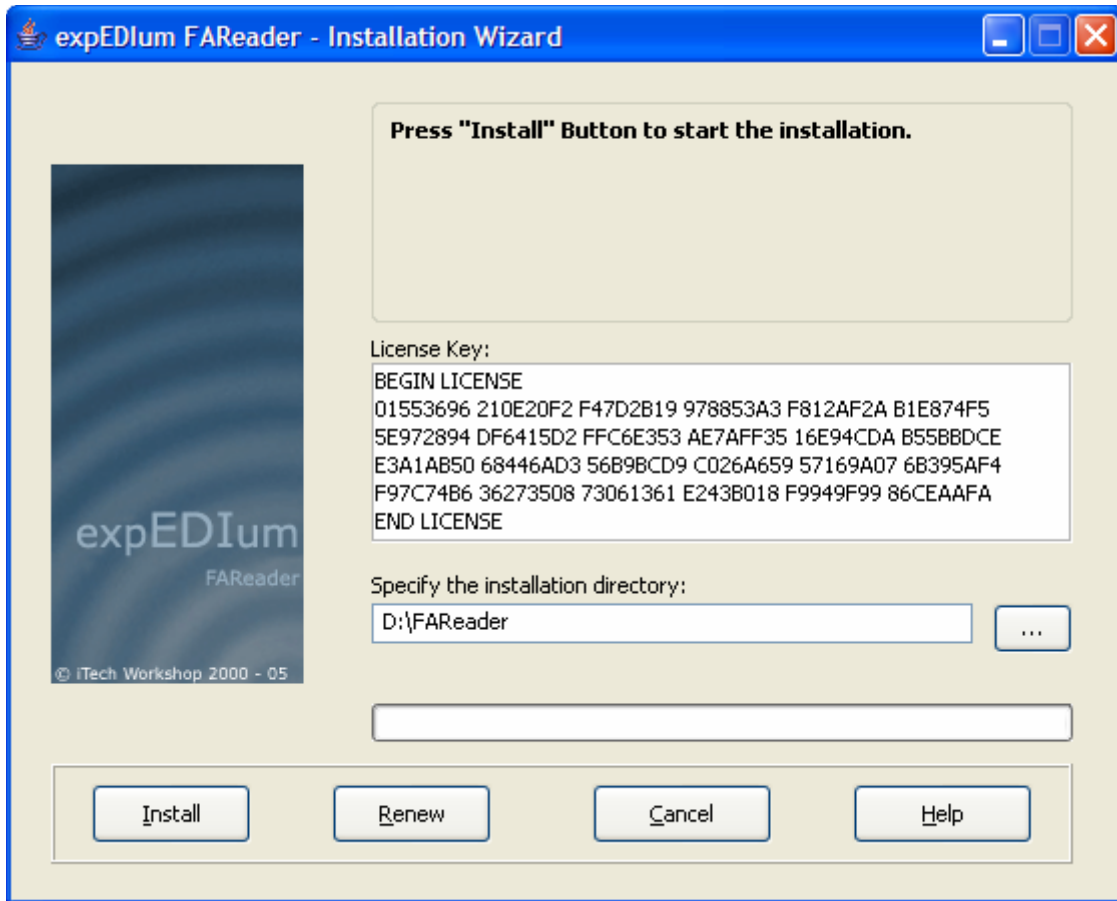 expEDIum FAReader - Installation Wizard
Press "Install" Button to start the installation.
expEDIum
FAReader
© iTech Workshop 2000 - 05
License Key:
BEGIN LICENSE
01553696 210E20F2 F47D2B19 978853A3 F812AF2A B1E874F5
5E972894 DF6415D2 FFC6E353 AE7AFF35 16E94CDA B55BBDCE
E3A1AB50 68446AD3 56B9BCD9 C026A659 57169A07 6B395AF4
F97C74B6 36273508 73061361 E243B018 F9949F99 86CEAAFA
END LICENSE
Specify the installation directory:
D:\FAReader
...
Install
Renew
Cancel
Help